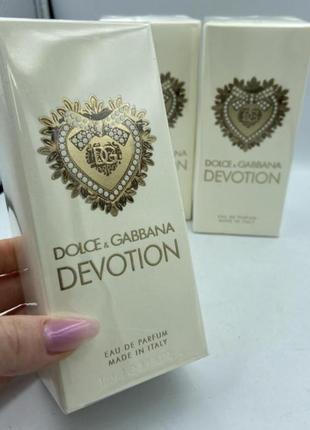 DG
DOLCE & GABBANA
DEVOTION
EAU DE PARFUM
MADE IN ITALY
DG
DOLCE & GABBANA
DEVOTION
EAU DE PARFUM
MADE IN ITALY